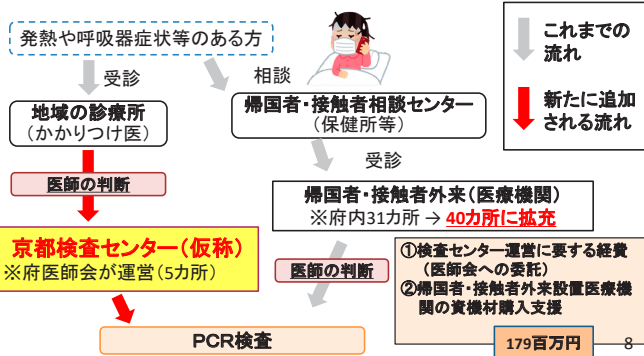 発熱や呼吸器症状等のある方
受診
相談
これまでの
流れ
新たに追加
される流れ
地域の診療所
(かかりつけ医)
帰国者・接触者相談センター
(保健所等)
医師の判断
受診
帰国者・接触者外来(医療機関)
※府内31カ所 → 40カ所に拡充
京都検査センター(仮称)
※府医師会が運営(5カ所)
医師の判断
①検査センター運営に要する経費
(医師会への委託)
②帰国者・接触者外来設置医療機
関の資機材購入支援
PCR検査
179百万円
8